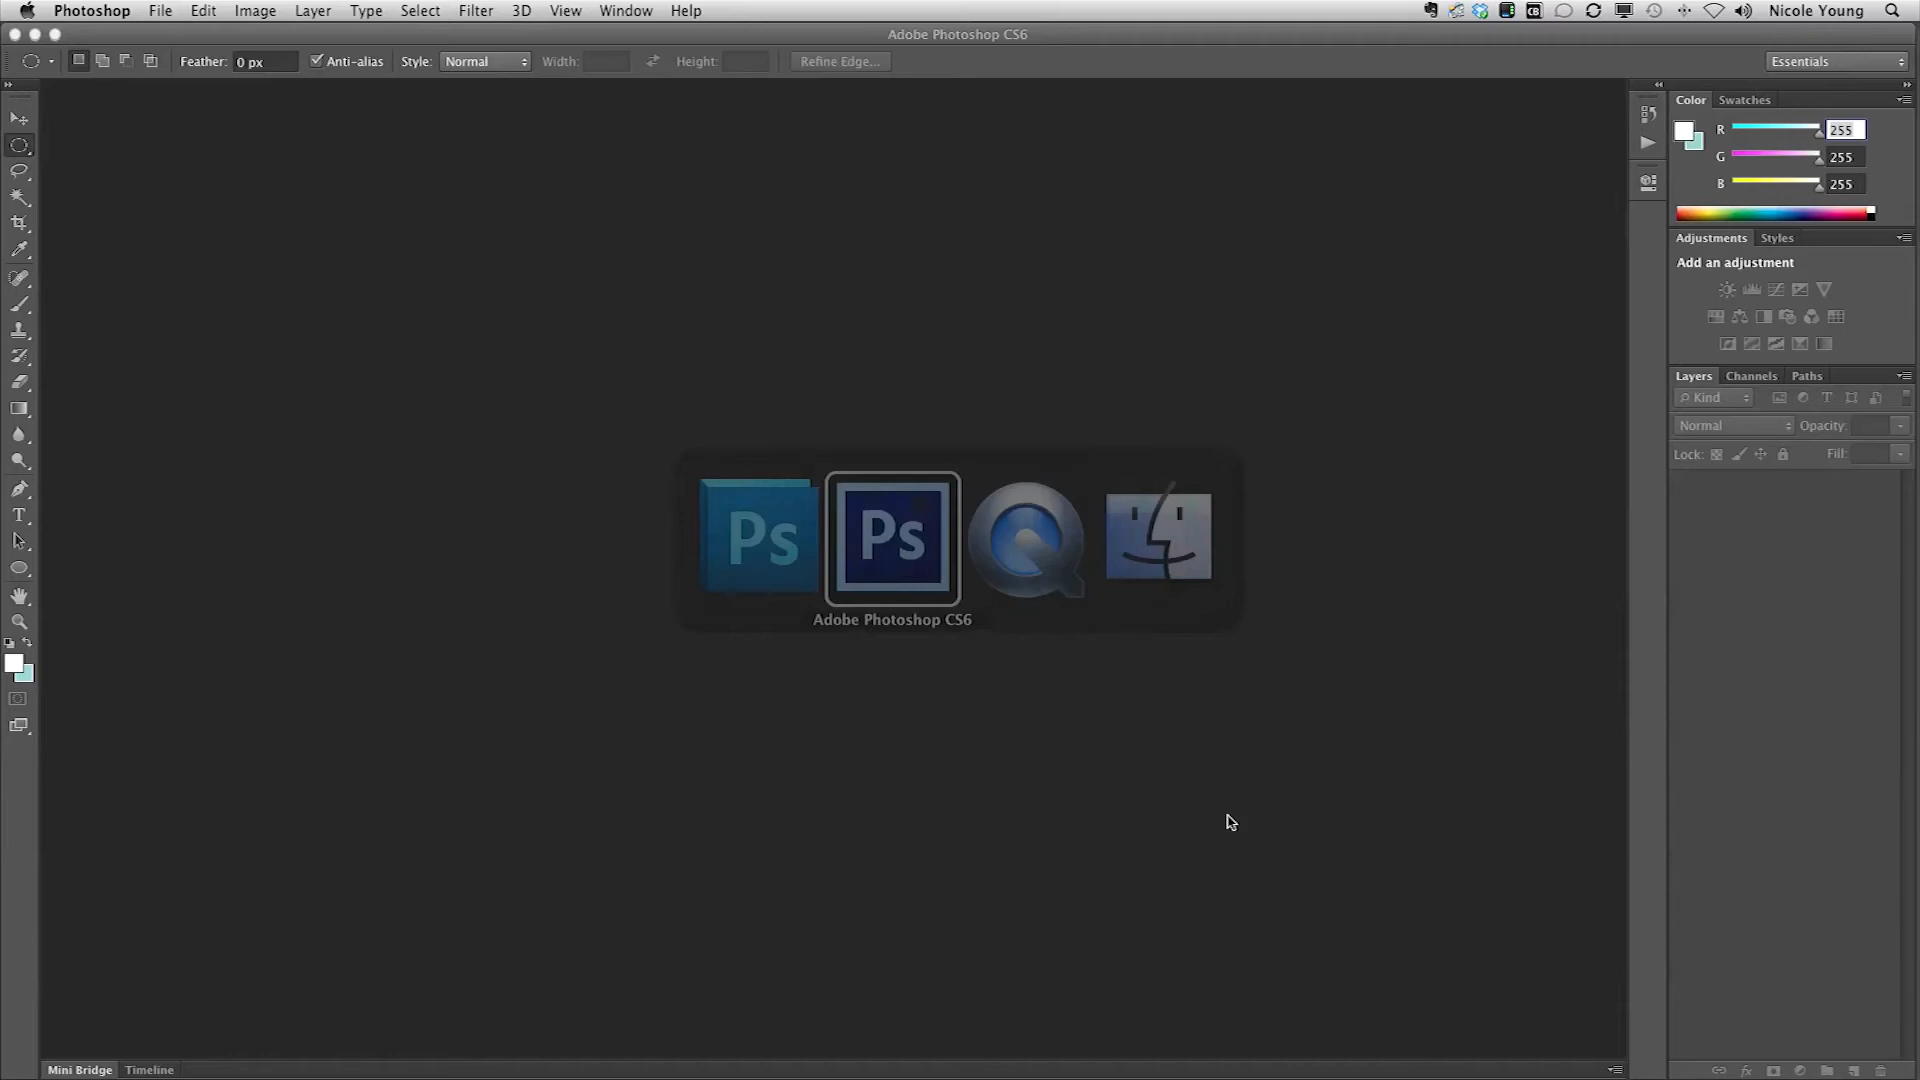 Photoshop File Edit Image Layer Type Select Filter 3D View Window Help Nicole Young
Adobe Photoshop CS6
Feather: 0 px Anti-alias Style: Normal Width: Height: Refine Edge... Essentials
Color Swatches
R 255
G 255
B 255
Adjustments Styles
Add an adjustment
Layers Channels Paths
Kind
Normal Opacity:
Lock: Fill:
Ps Ps
Adobe Photoshop CS6
T
Mini Bridge Timeline
fx